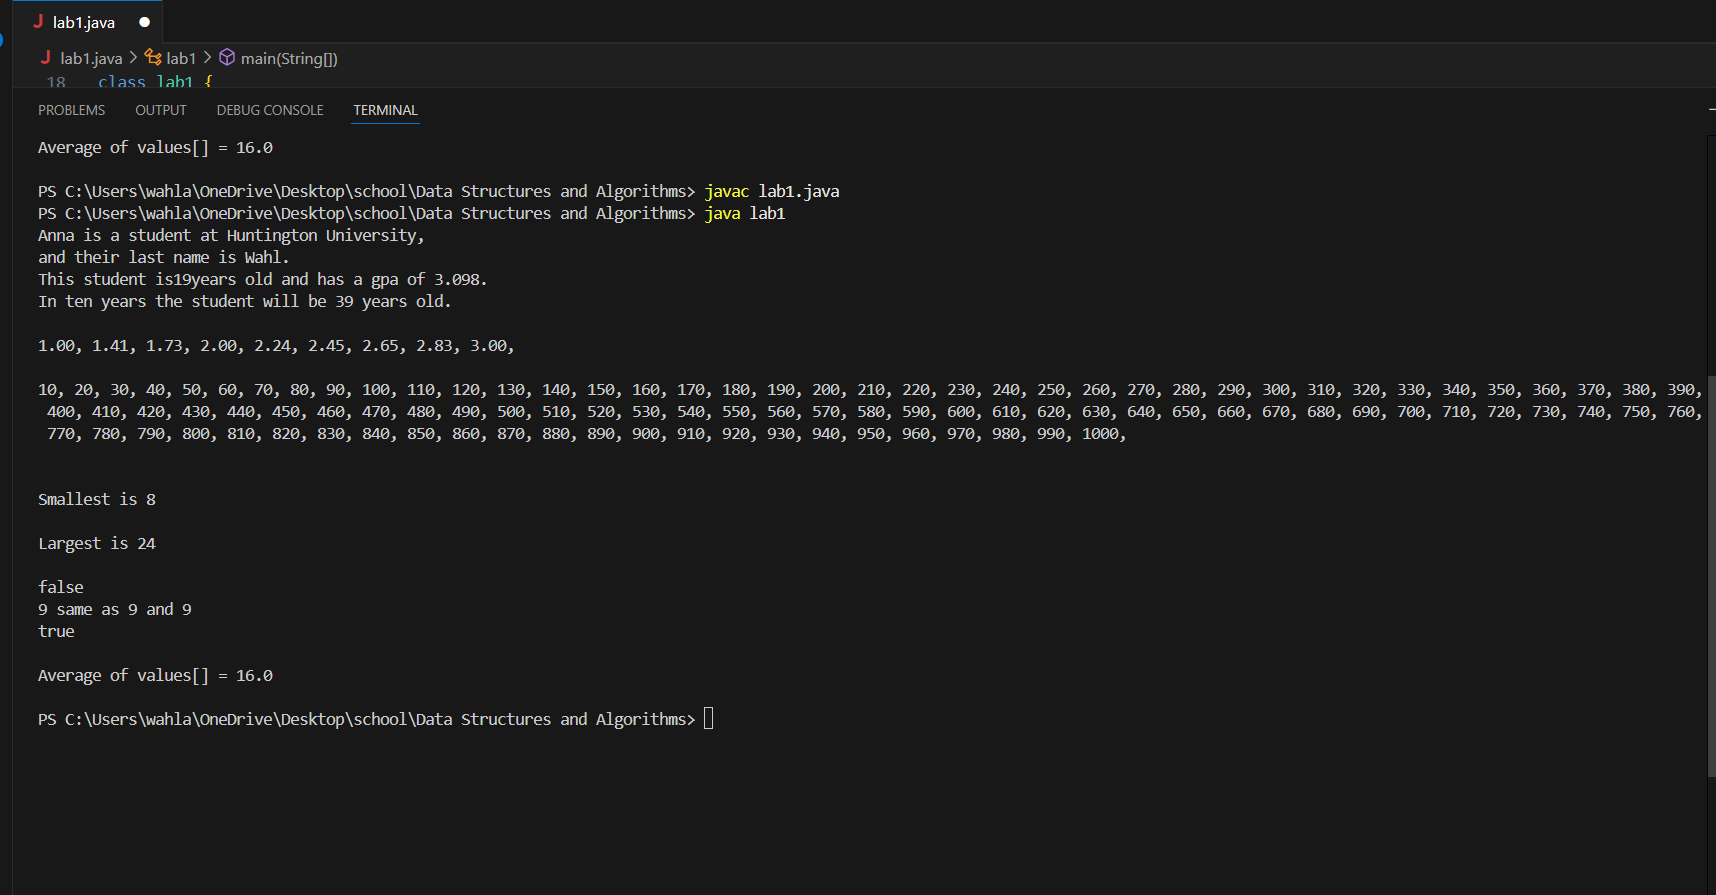 J lab1.java ●
J lab1.java > lab1 > main(String[])
18 class lab1 {
PROBLEMS OUTPUT DEBUG CONSOLE TERMINAL
Average of values[] = 16.0
PS C:\Users\wahla\OneDrive\Desktop\school\Data Structures and Algorithms> javac lab1.java
PS C:\Users\wahla\OneDrive\Desktop\school\Data Structures and Algorithms> java lab1
Anna is a student at Huntington University,
and their last name is Wahl.
This student is19years old and has a gpa of 3.098.
In ten years the student will be 39 years old.
1.00, 1.41, 1.73, 2.00, 2.24, 2.45, 2.65, 2.83, 3.00,
10, 20, 30, 40, 50, 60, 70, 80, 90, 100, 110, 120, 130, 140, 150, 160, 170, 180, 190, 200, 210, 220, 230, 240, 250, 260, 270, 280, 290, 300, 310, 320, 330, 340, 350, 360, 370, 380, 390,
400, 410, 420, 430, 440, 450, 460, 470, 480, 490, 500, 510, 520, 530, 540, 550, 560, 570, 580, 590, 600, 610, 620, 630, 640, 650, 660, 670, 680, 690, 700, 710, 720, 730, 740, 750, 760,
770, 780, 790, 800, 810, 820, 830, 840, 850, 860, 870, 880, 890, 900, 910, 920, 930, 940, 950, 960, 970, 980, 990, 1000,
Smallest is 8
Largest is 24
false
9 same as 9 and 9
true
Average of values[] = 16.0
PS C:\Users\wahla\OneDrive\Desktop\school\Data Structures and Algorithms>